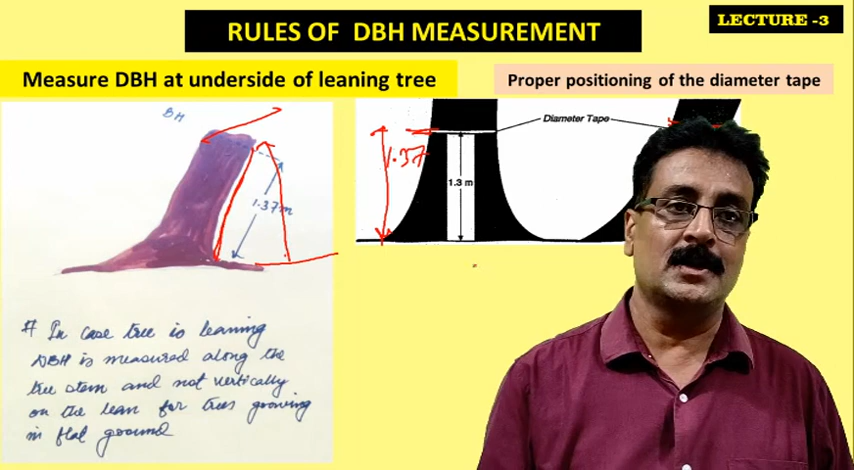 RULES OF DBH MEASUREMENT
LECTURE -3
Measure DBH at underside of leaning tree
Proper positioning of the diameter tape
BH
1.37m
Diameter Tape
1.37
1.3 m
# In case tree is leaning
DBH is measured along the
tree stem and not vertically
on the lean for trees growing
in flat ground